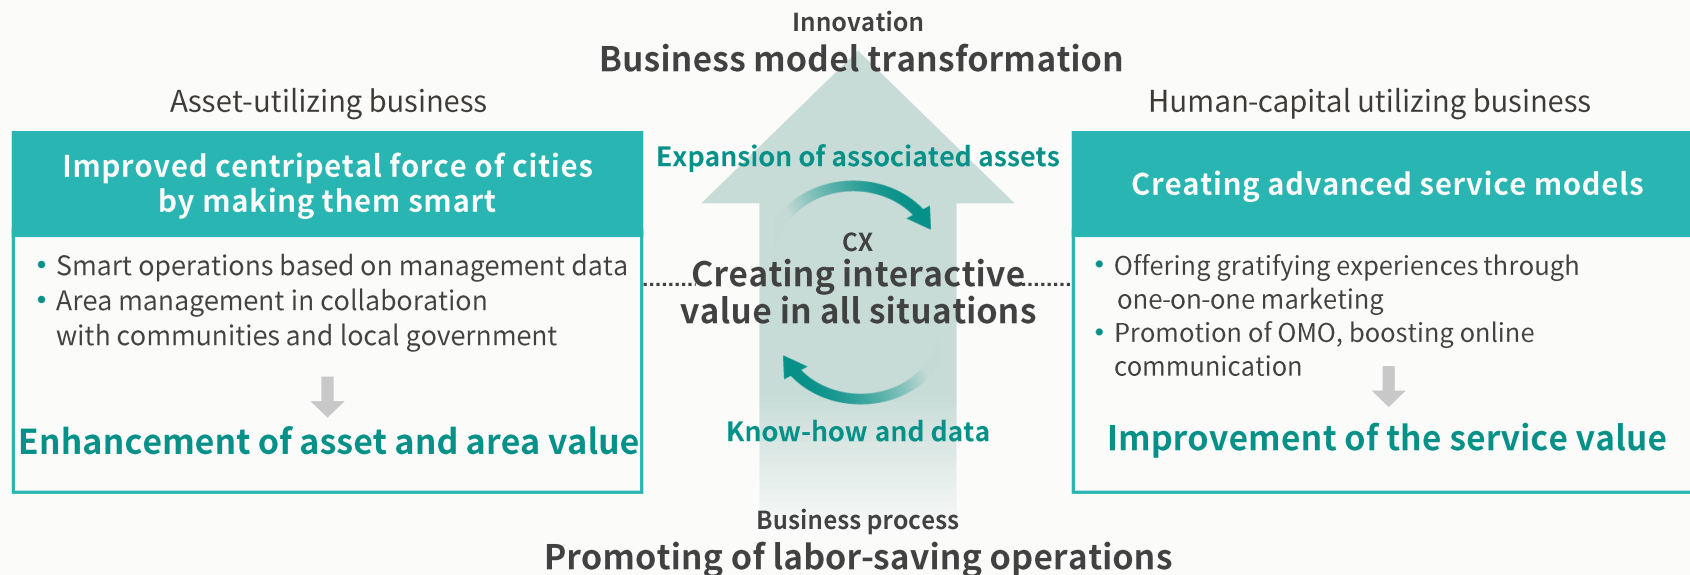 Innovation
Business model transformation
Asset-utilizing business
Improved centripetal force of cities
by making them smart
• Smart operations based on management data
• Area management in collaboration
with communities and local government
Enhancement of asset and area value
Expansion of associated assets
CX
Creating interactive
value in all situations
Know-how and data
Human-capital utilizing business
Creating advanced service models
• Offering gratifying experiences through
one-on-one marketing
• Promotion of OMO, boosting online
communication
Improvement of the service value
Business process
Promoting of labor-saving operations